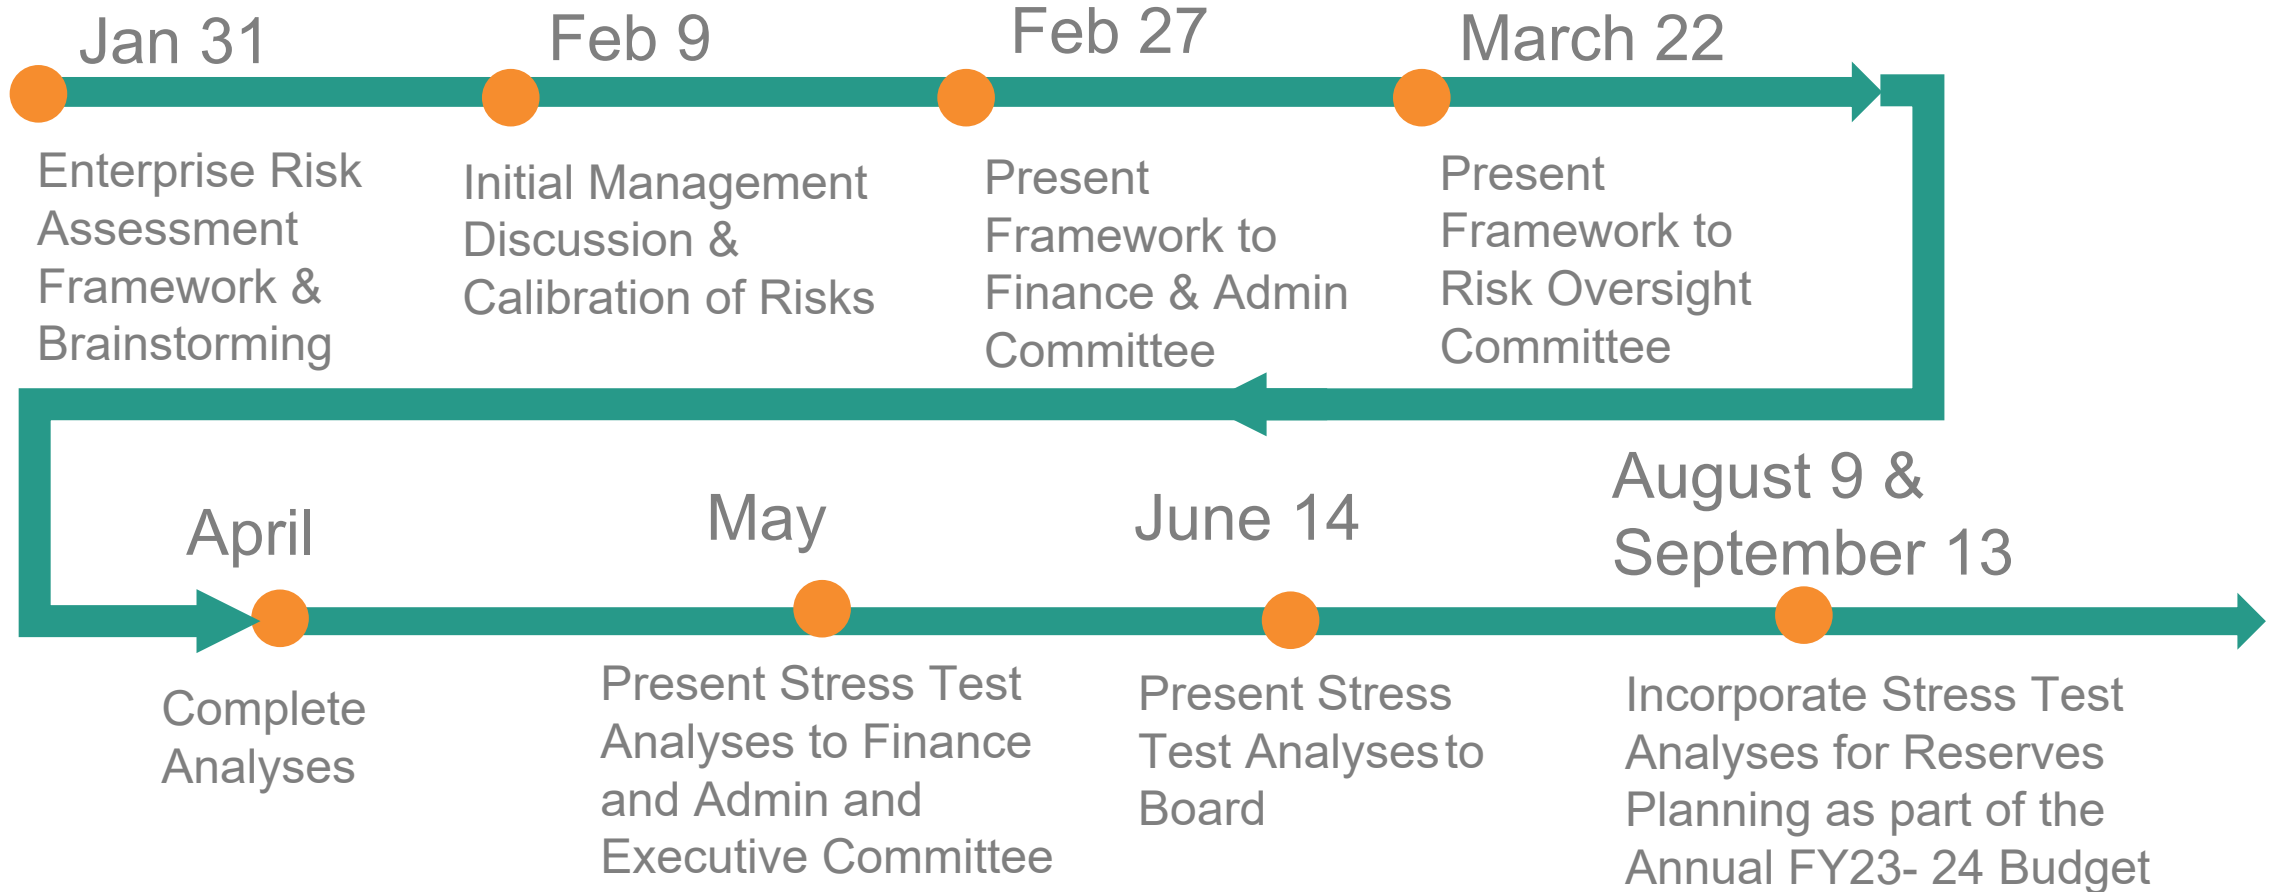 Jan 31
Enterprise Risk
Assessment
Framework &
Brainstorming
Feb 9
Initial Management
Discussion &
Calibration of Risks
Feb 27
Present
Framework to
Finance & Admin
Committee
March 22
Present
Framework to
Risk Oversight
Committee
April
Complete
Analyses
May
Present Stress Test
Analyses to Finance
and Admin and
Executive Committee
June 14
Present Stress
Test Analyses to
Board
August 9 &
September 13
Incorporate Stress Test
Analyses for Reserves
Planning as part of the
Annual FY23- 24 Budget